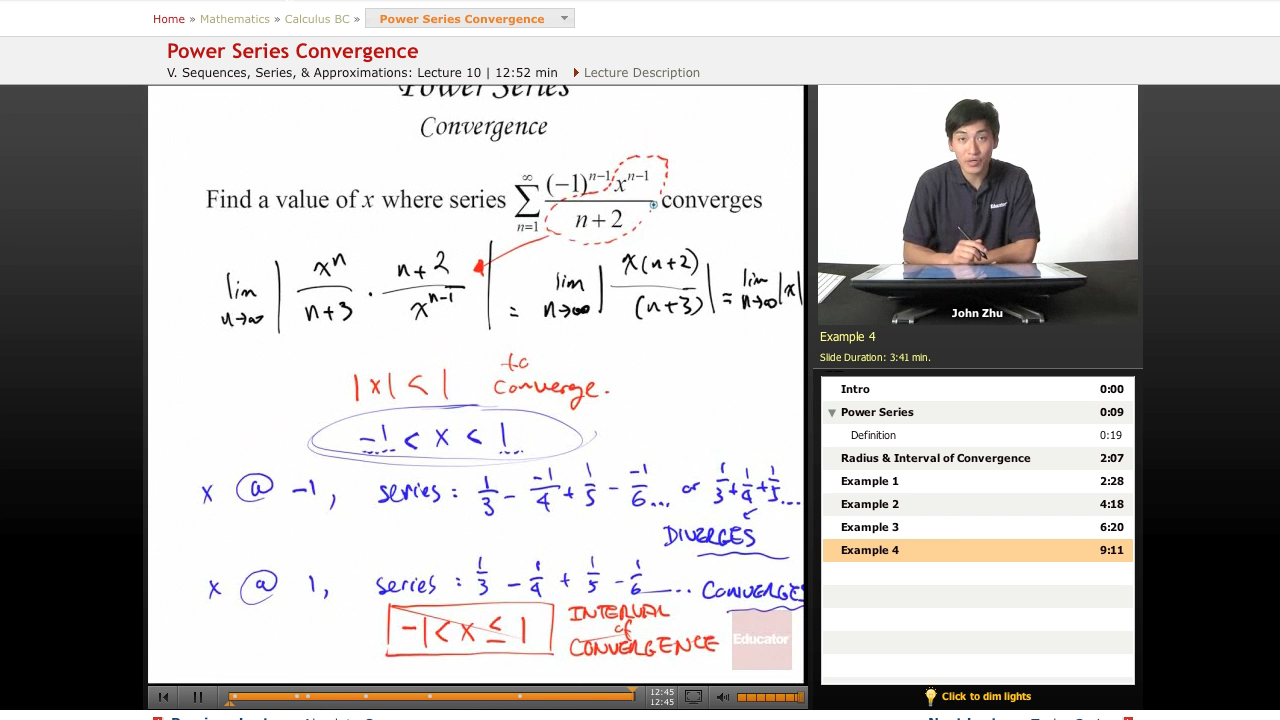 Home » Mathematics » Calculus BC » Power Series Convergence
Power Series Convergence
V. Sequences, Series, & Approximations: Lecture 10 | 12:52 min Lecture Description
Power Series
Convergence
Find a value of x where series ∑_{n=1}^{∞} (−1)^{n−1}x^{n−1} / (n+2) converges
lim_{n→∞} | x^n/(n+3) · (n+2)/x^{n-1} | = lim_{n→∞} | x(n+2)/(n+3) | = lim_{n→∞} |x|
|x| < 1 to converge.
-1 < x < 1
x @ -1, series: 1/3 - -1/4 + 1/5 - -1/6 ... or 1/3 + 1/4 + 1/5 ...
DIVERGES
x @ 1, series: 1/3 - 1/4 + 1/5 - 1/6 ... CONVERGES
-1 < x ≤ 1 INTERVAL of CONVERGENCE
Educator
12:45
12:45
Educator
John Zhu
Example 4
Slide Duration: 3:41 min.
Intro 0:00
Power Series 0:09
Definition 0:19
Radius & Interval of Convergence 2:07
Example 1 2:28
Example 2 4:18
Example 3 6:20
Example 4 9:11
Click to dim lights